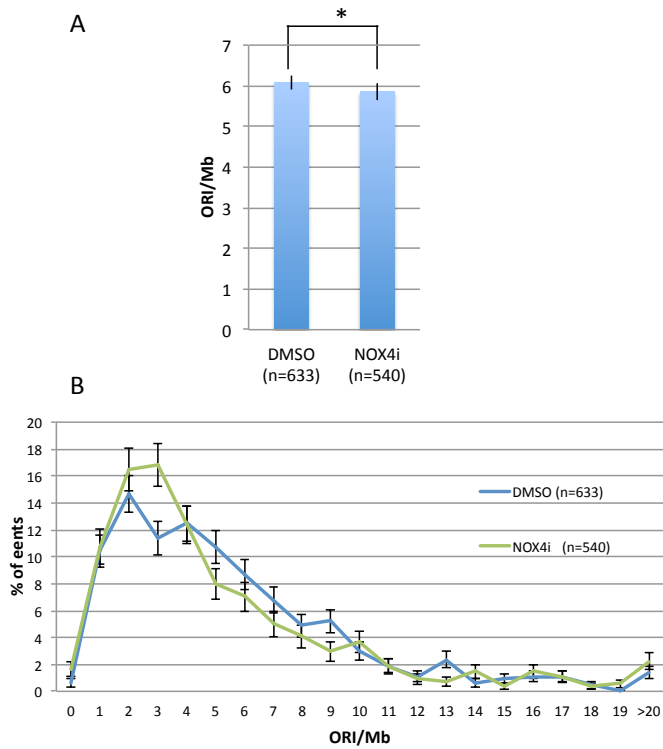 A
*
7
6
5
4
3
2
1
0
ORI/Mb
DMSO
(n=633)
NOX4i
(n=540)
B
20
18
16
14
12
10
8
6
4
2
0
% of eents
DMSO (n=633)
NOX4i (n=540)
0 1 2 3 4 5 6 7 8 9 10 11 12 13 14 15 16 17 18 19 >20
ORI/Mb